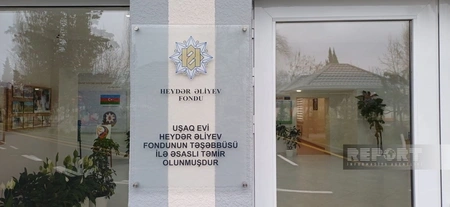 HEYDƏR ƏLİYEV
FONDU
UŞAQ EVİ
HEYDƏR ƏLİYEV
FONDUNUN TƏŞƏBBÜSÜ
İLƏ ƏSASLI TƏMİR
OLUNMUŞDUR
REPORT